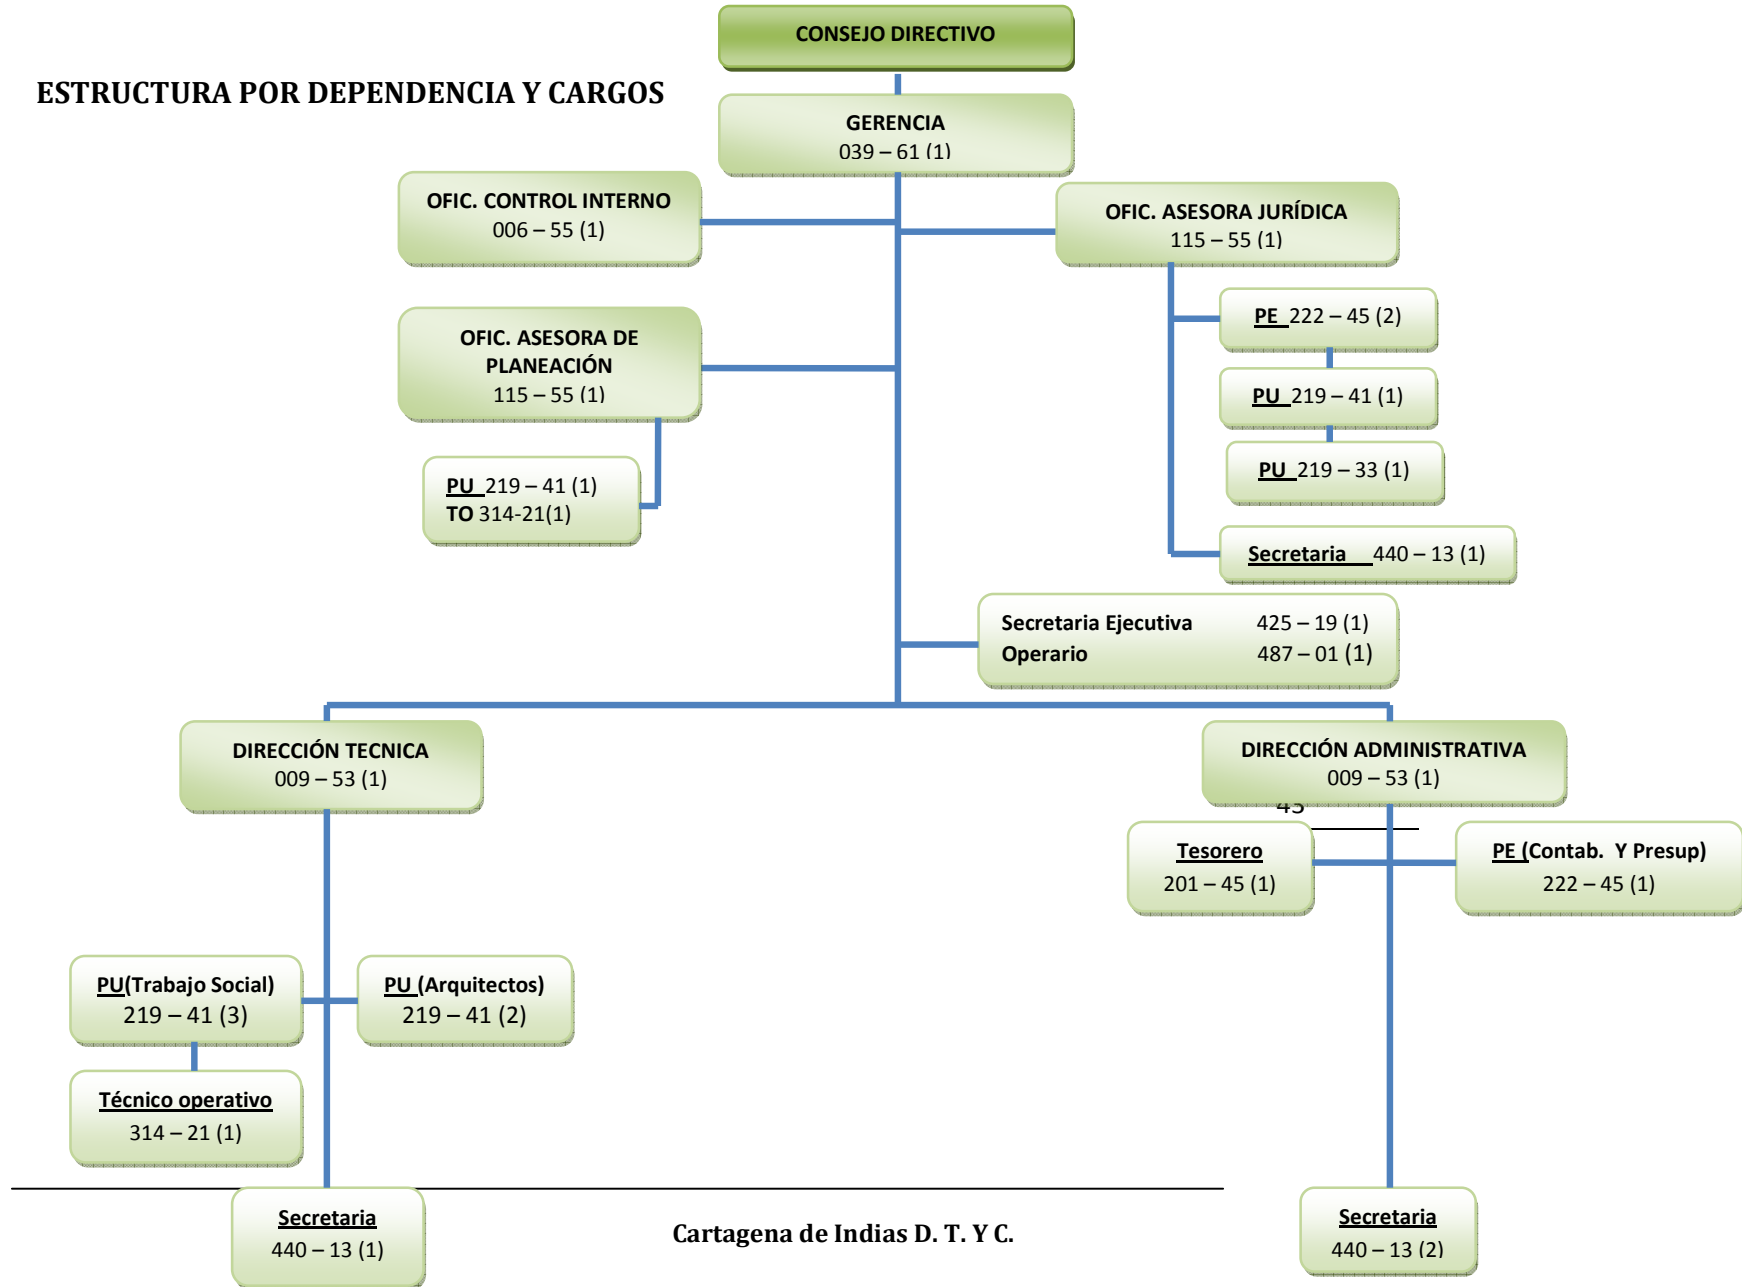 CONSEJO DIRECTIVO
ESTRUCTURA POR DEPENDENCIA Y CARGOS
GERENCIA
039 – 61 (1)
OFIC. CONTROL INTERNO
006 – 55 (1)
OFIC. ASESORA JURÍDICA
115 – 55 (1)
PE 222 – 45 (2)
PU 219 – 41 (1)
PU 219 – 33 (1)
Secretaria 440 – 13 (1)
OFIC. ASESORA DE
PLANEACIÓN
115 – 55 (1)
PU 219 – 41 (1)
TO 314-21(1)
Secretaria Ejecutiva 425 – 19 (1)
Operario 487 – 01 (1)
DIRECCIÓN TECNICA
009 – 53 (1)
DIRECCIÓN ADMINISTRATIVA
009 – 53 (1)
Tesorero
201 – 45 (1)
PE (Contab. Y Presup)
222 – 45 (1)
PU(Trabajo Social)
219 – 41 (3)
PU (Arquitectos)
219 – 41 (2)
Técnico operativo
314 – 21 (1)
Secretaria
440 – 13 (1)
Cartagena de Indias D. T. Y C.
Secretaria
440 – 13 (2)